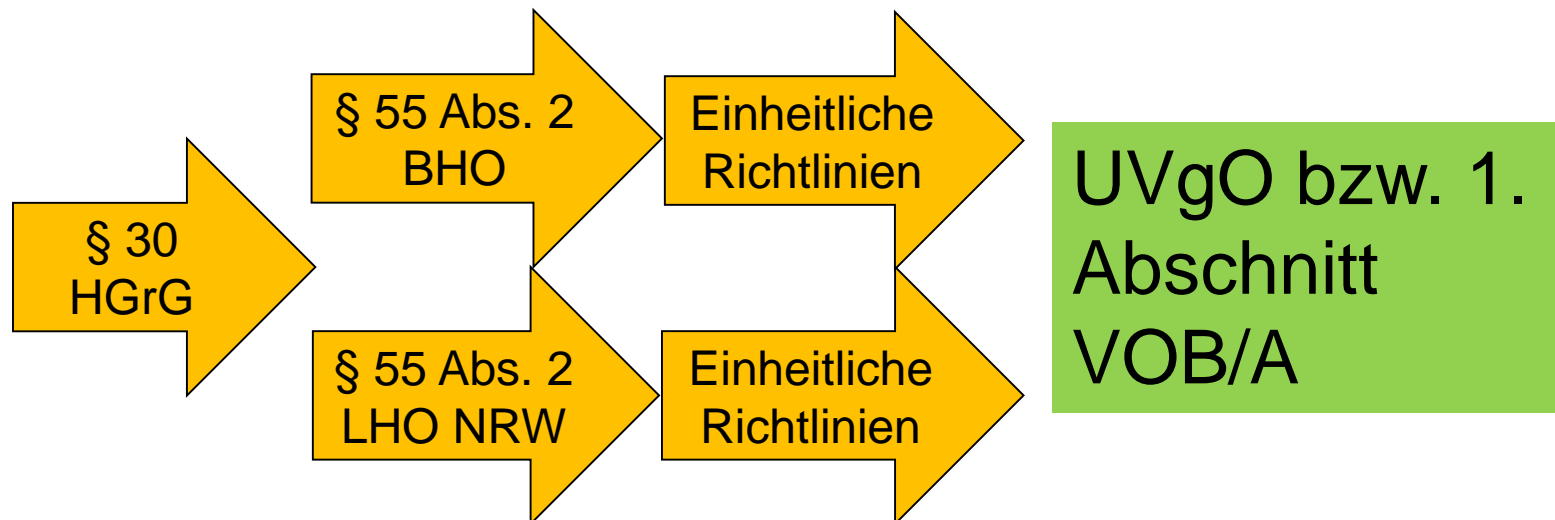 § 30
HGrG
§ 55 Abs. 2
BHO
Einheitliche
Richtlinien
§ 55 Abs. 2
LHO NRW
Einheitliche
Richtlinien
UVgO bzw. 1.
Abschnitt
VOB/A